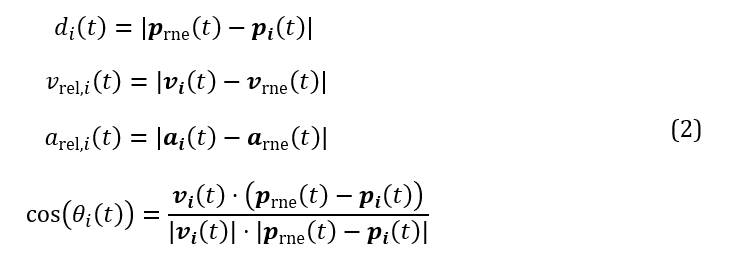 d_i(t) = |𝒑_rne(t) − 𝒑_𝒊(t)|
v_rel,i(t) = |𝒗_𝒊(t) − 𝒗_rne(t)|
(2)
a_rel,i(t) = |𝒂_𝒊(t) − 𝒂_rne(t)|
cos(θ_i(t)) = 𝒗_𝒊(t) · (𝒑_rne(t) − 𝒑_𝒊(t)) / |𝒗_𝒊(t)| · |𝒑_rne(t) − 𝒑_𝒊(t)|